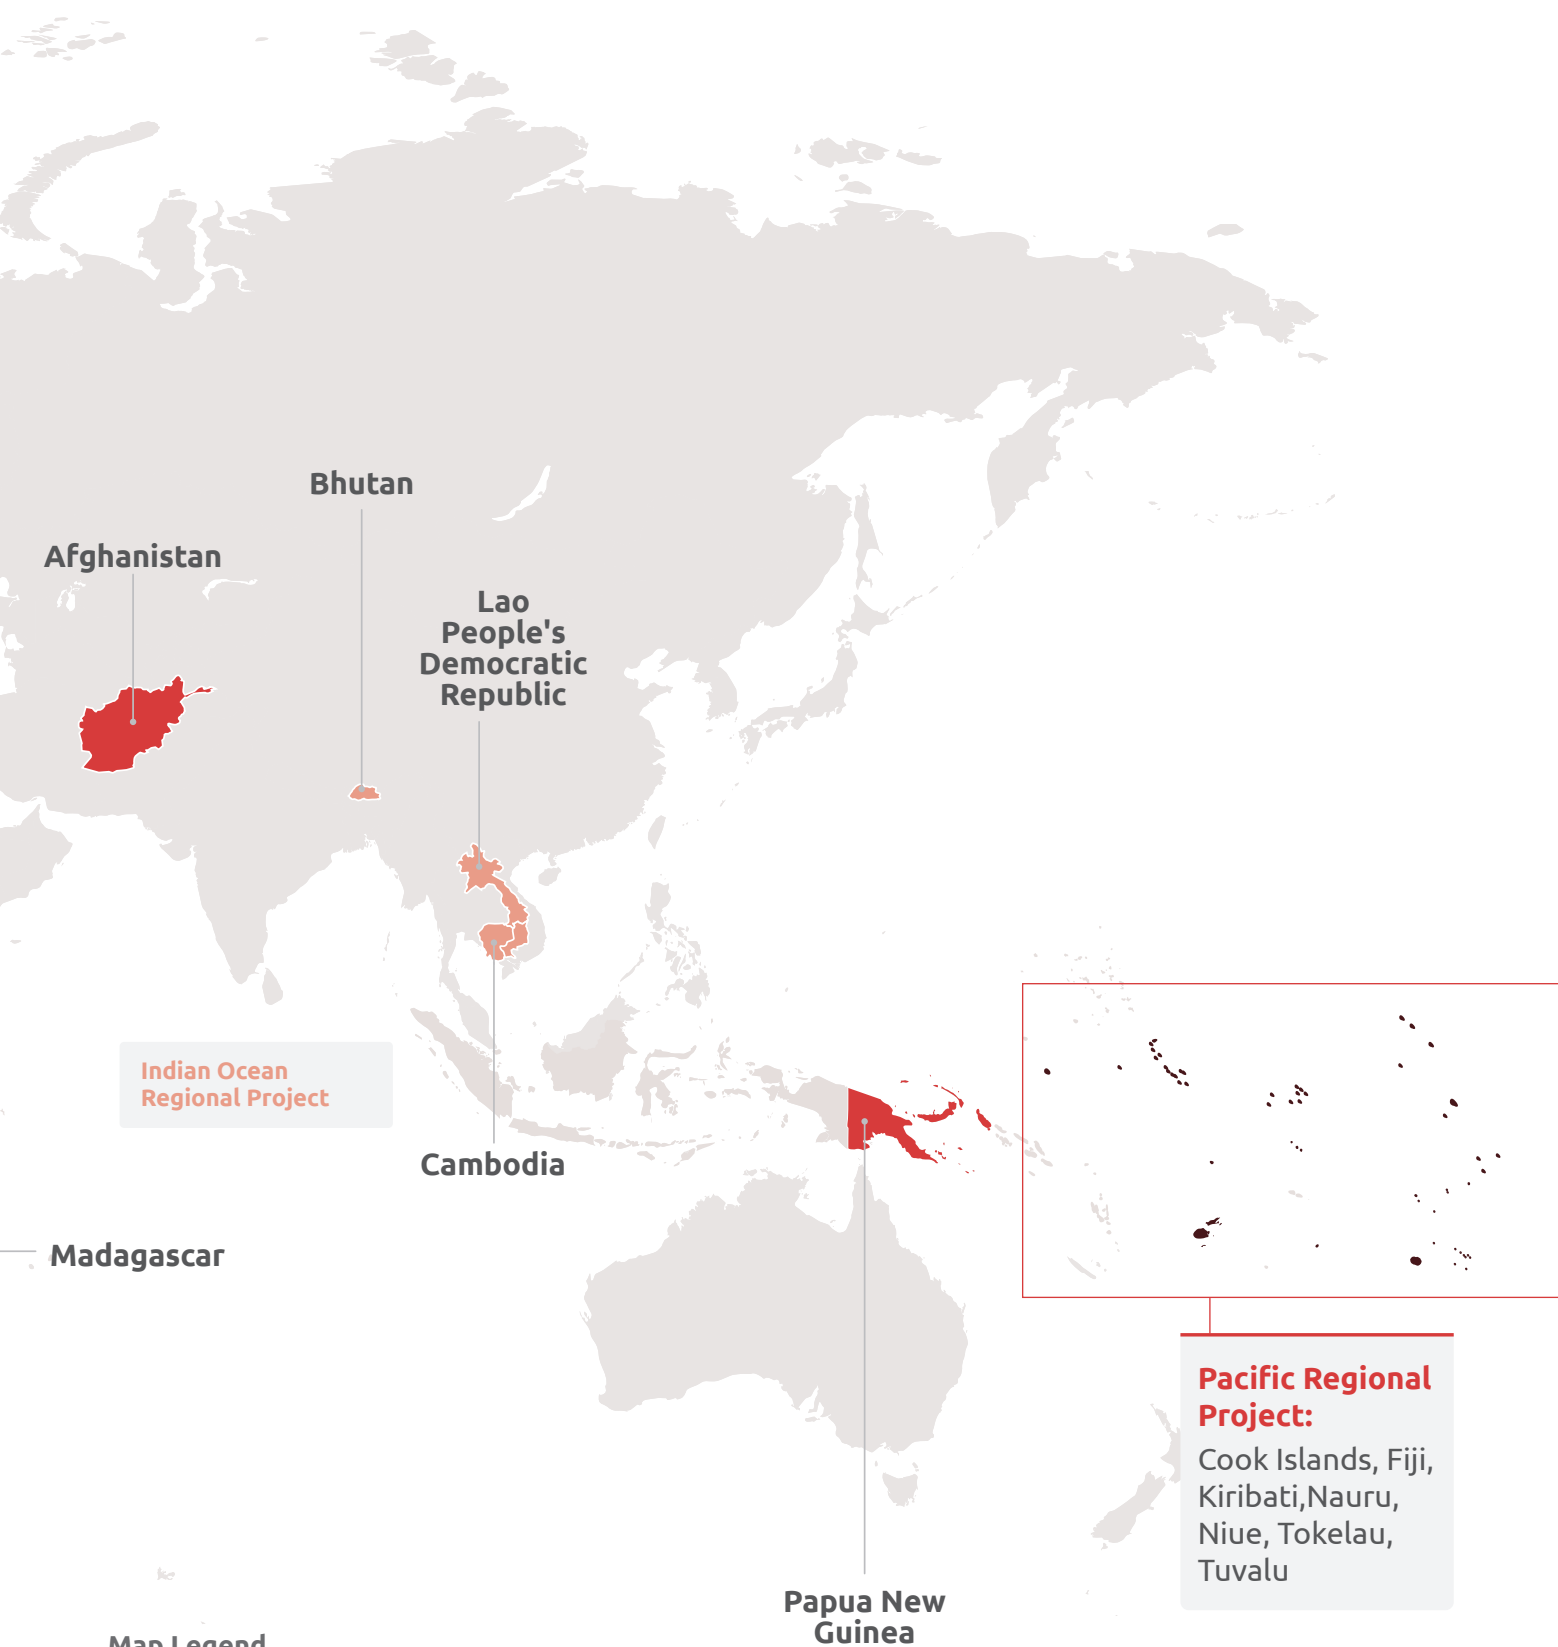 Bhutan
Afghanistan
Lao
People's
Democratic
Republic
Indian Ocean
Regional Project
Cambodia
Madagascar
Pacific Regional
Project:
Cook Islands, Fiji,
Kiribati,Nauru,
Niue, Tokelau,
Tuvalu
Papua New
Guinea
Map Legend